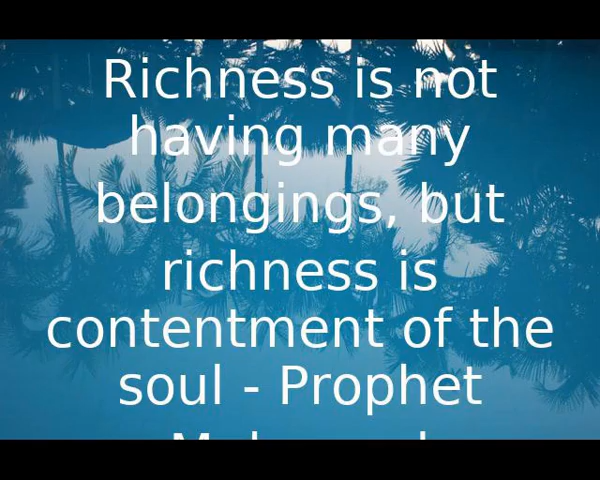 Richness is not
having many
belongings, but
richness is
contentment of the
soul - Prophet